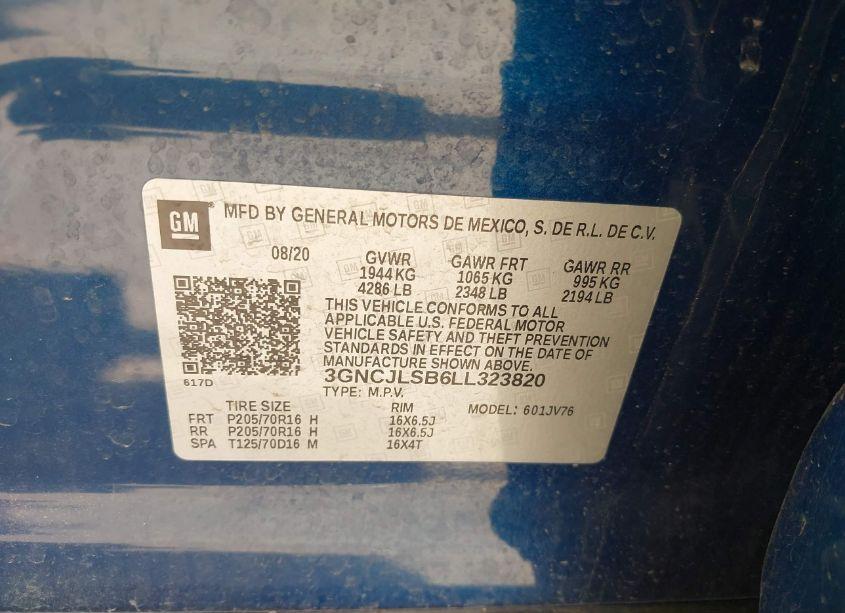 GM
MFD BY GENERAL MOTORS DE MEXICO, S. DE R.L. DE C.V.
08/20 GVWR GAWR FRT GAWR RR
1944 KG 1065 KG 995 KG
4286 LB 2348 LB 2194 LB
THIS VEHICLE CONFORMS TO ALL
APPLICABLE U.S. FEDERAL MOTOR
VEHICLE SAFETY AND THEFT PREVENTION
STANDARDS IN EFFECT ON THE DATE OF
MANUFACTURE SHOWN ABOVE.
617D 3GNCJLSB6LL323820
TYPE: M.P.V.
TIRE SIZE RIM MODEL: 601JV76
FRT P205/70R16 H 16X6.5J
RR P205/70R16 H 16X6.5J
SPA T125/70D16 M 16X4T